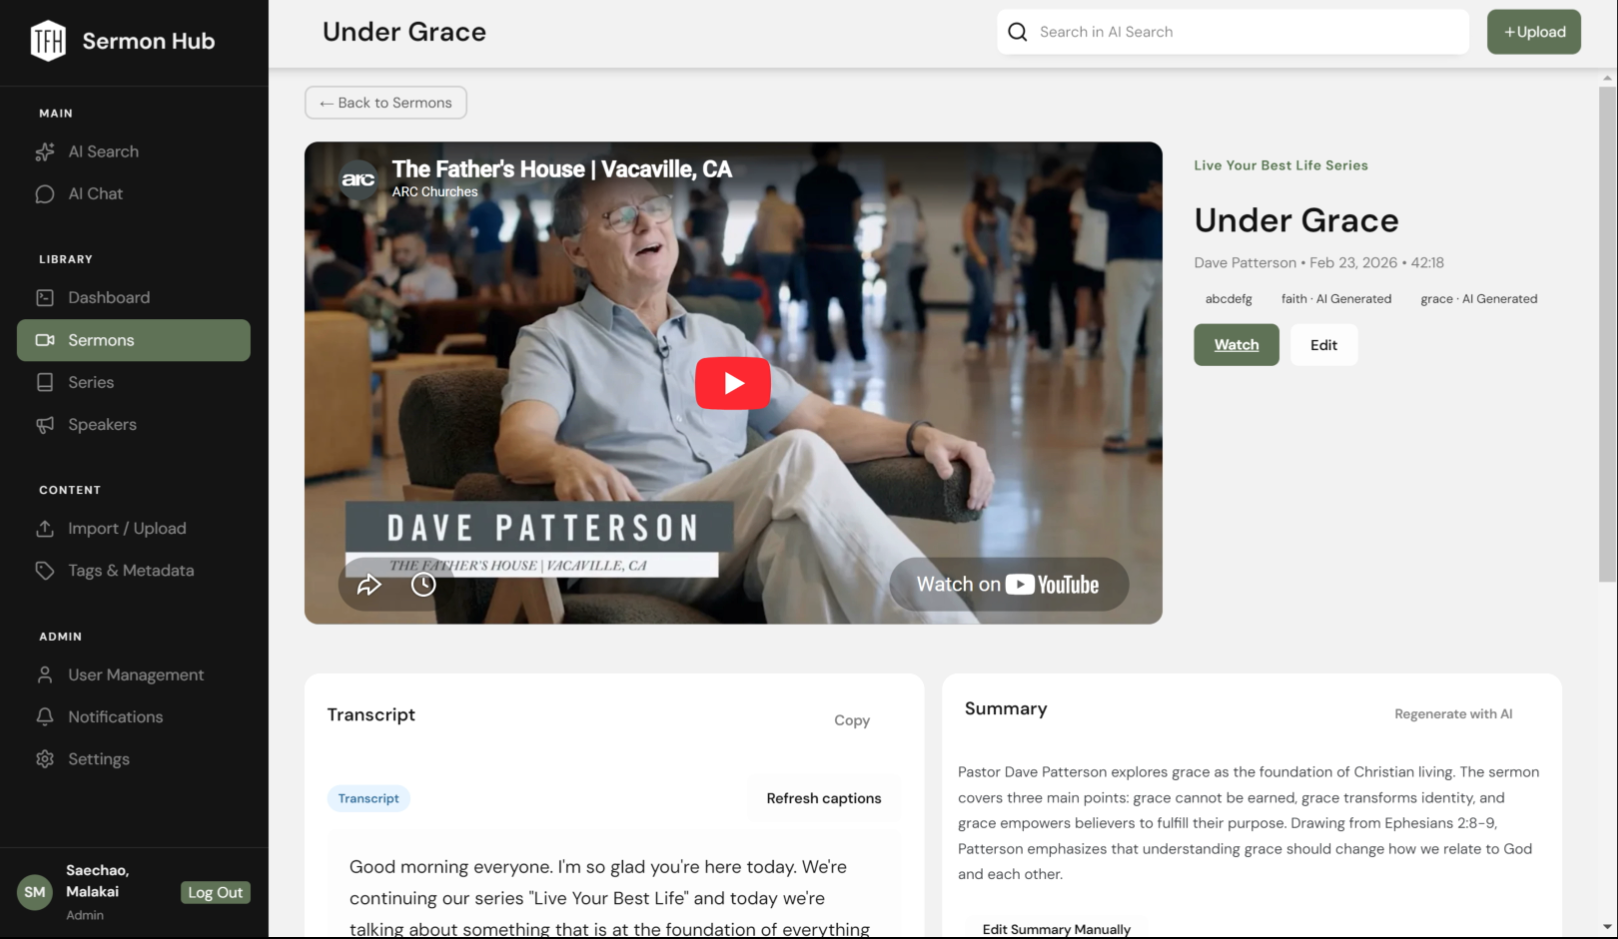 TFH Sermon Hub
MAIN
AI Search
AI Chat
LIBRARY
Dashboard
Sermons
Series
Speakers
CONTENT
Import / Upload
Tags & Metadata
ADMIN
User Management
Notifications
Settings
SM
Saechao,
Malakai
Admin
Log Out
Under Grace
Search in AI Search
+Upload
← Back to Sermons
arc
The Father's House | Vacaville, CA
ARC Churches
DAVE PATTERSON
THE FATHER'S HOUSE | VACAVILLE, CA
Watch on YouTube
Live Your Best Life Series
Under Grace
Dave Patterson • Feb 23, 2026 • 42:18
abcdefg faith · AI Generated grace · AI Generated
Watch Edit
Transcript
Copy
Transcript
Refresh captions
Good morning everyone. I'm so glad you're here today. We're
continuing our series "Live Your Best Life" and today we're
talking about something that is at the foundation of everything
Summary
Regenerate with AI
Pastor Dave Patterson explores grace as the foundation of Christian living. The sermon
covers three main points: grace cannot be earned, grace transforms identity, and
grace empowers believers to fulfill their purpose. Drawing from Ephesians 2:8-9,
Patterson emphasizes that understanding grace should change how we relate to God
and each other.
Edit Summary Manually